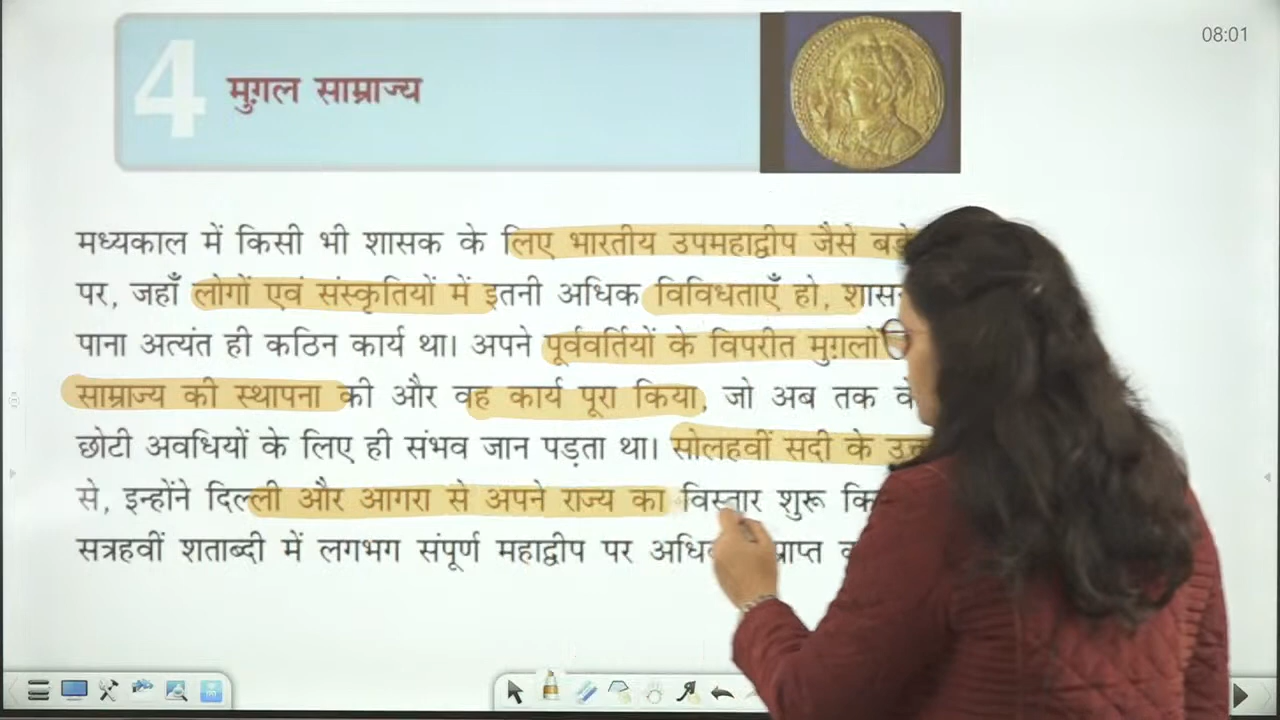 08:01
4 मुग़ल साम्राज्य
मध्यकाल में किसी भी शासक के लिए भारतीय उपमहाद्वीप जैसे बड़े
पर, जहाँ लोगों एवं संस्कृतियों में इतनी अधिक विविधताएँ हो,
पाना अत्यंत ही कठिन कार्य था। अपने पूर्ववर्तियों के विपरीत मुग़लों
साम्राज्य की स्थापना की और वह कार्य पूरा किया, जो अब तक
छोटी अवधियों के लिए ही संभव जान पड़ता था। सोलहवीं सदी के
से, इन्होंने दिल्ली और आगरा से अपने राज्य का विस्तार शुरू
सत्रहवीं शताब्दी में लगभग संपूर्ण महाद्वीप पर